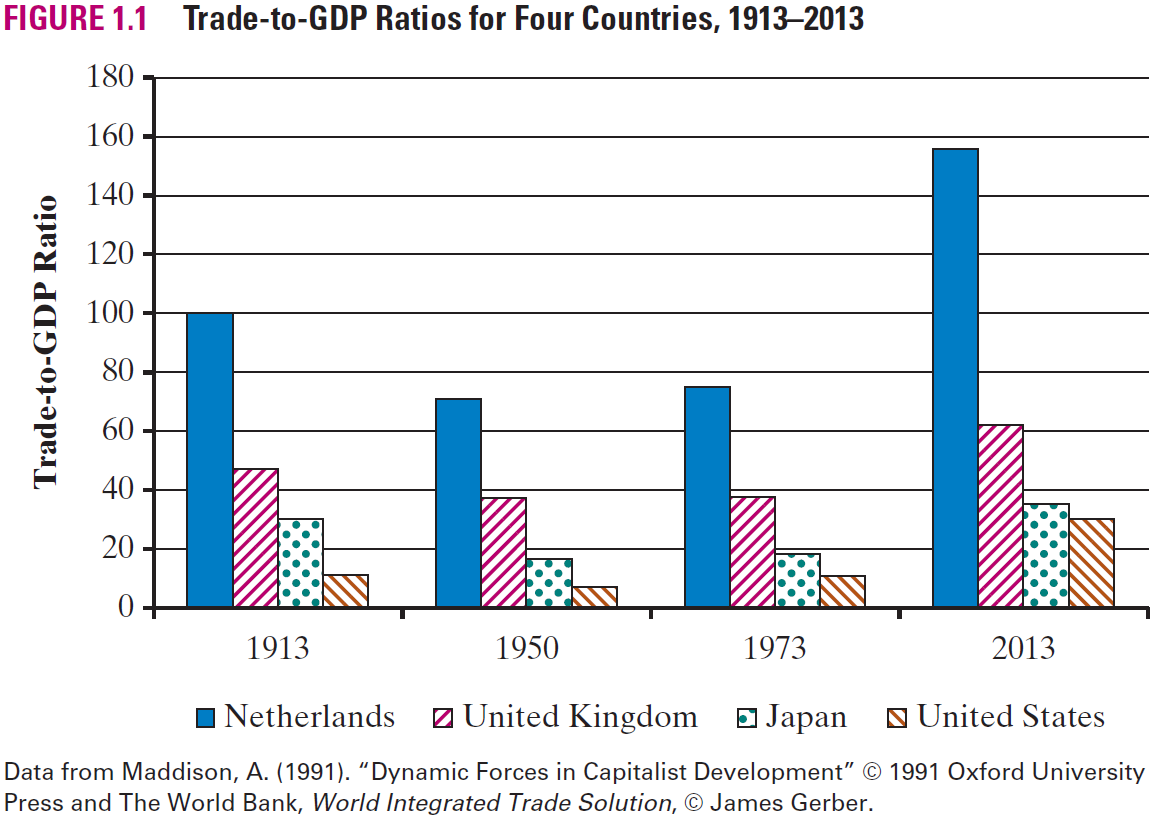 FIGURE 1.1 Trade-to-GDP Ratios for Four Countries, 1913–2013
Trade-to-GDP Ratio
180
160
140
120
100
80
60
40
20
0
1913 1950 1973 2013
Netherlands United Kingdom Japan United States
Data from Maddison, A. (1991). “Dynamic Forces in Capitalist Development” © 1991 Oxford University
Press and The World Bank, World Integrated Trade Solution, © James Gerber.